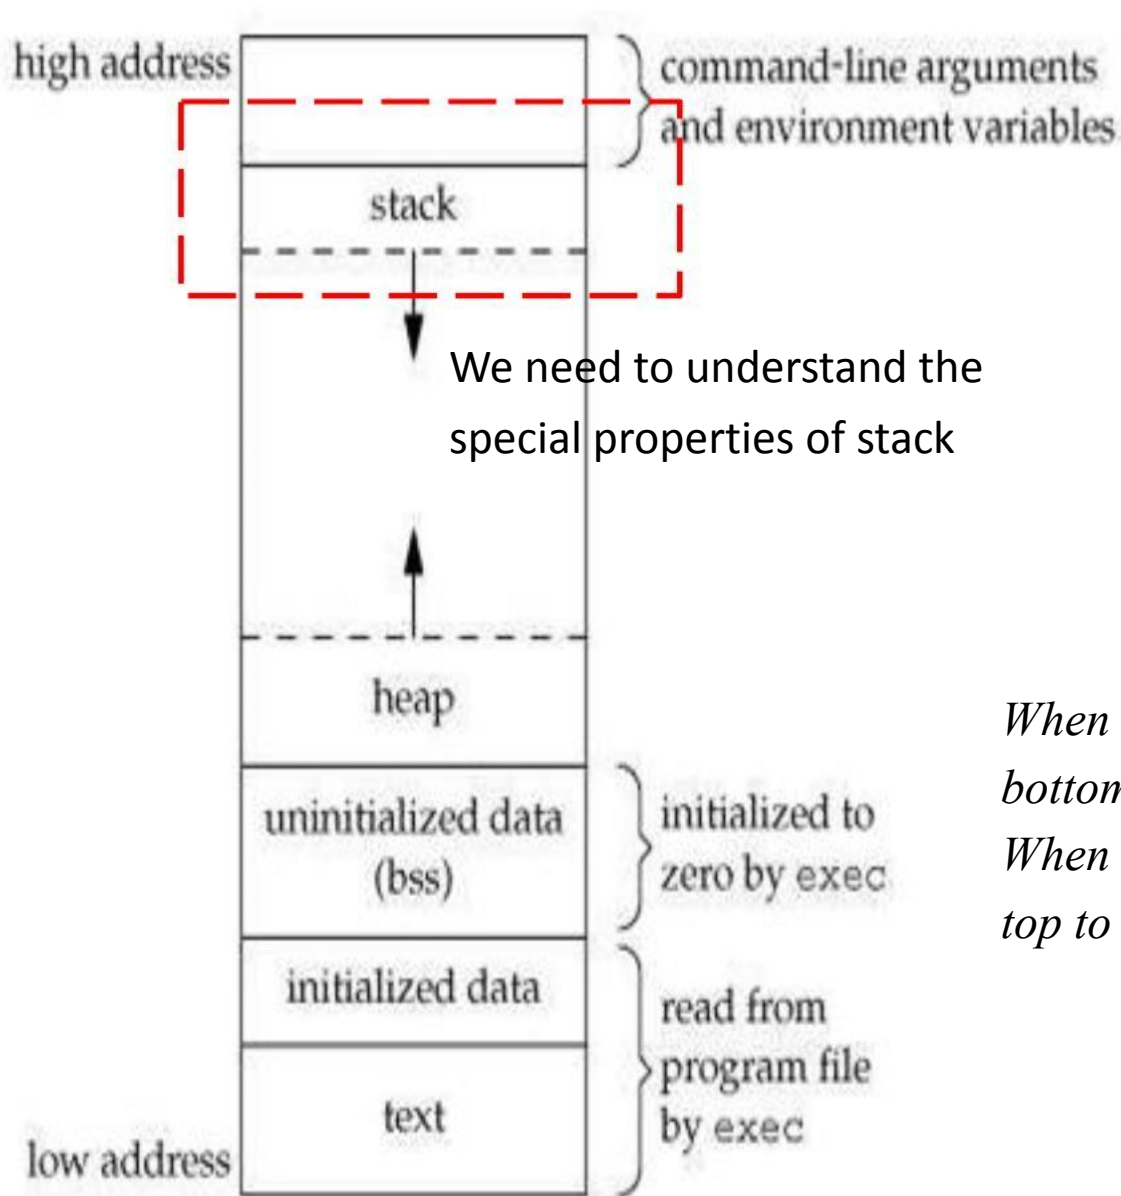 high address
command-line arguments
and environment variables
stack
We need to understand the
special properties of stack
heap
When
bottom
uninitialized data
(bss)
initialized to
zero by exec
When
top to
initialized data
read from
program file
by exec
text
low address